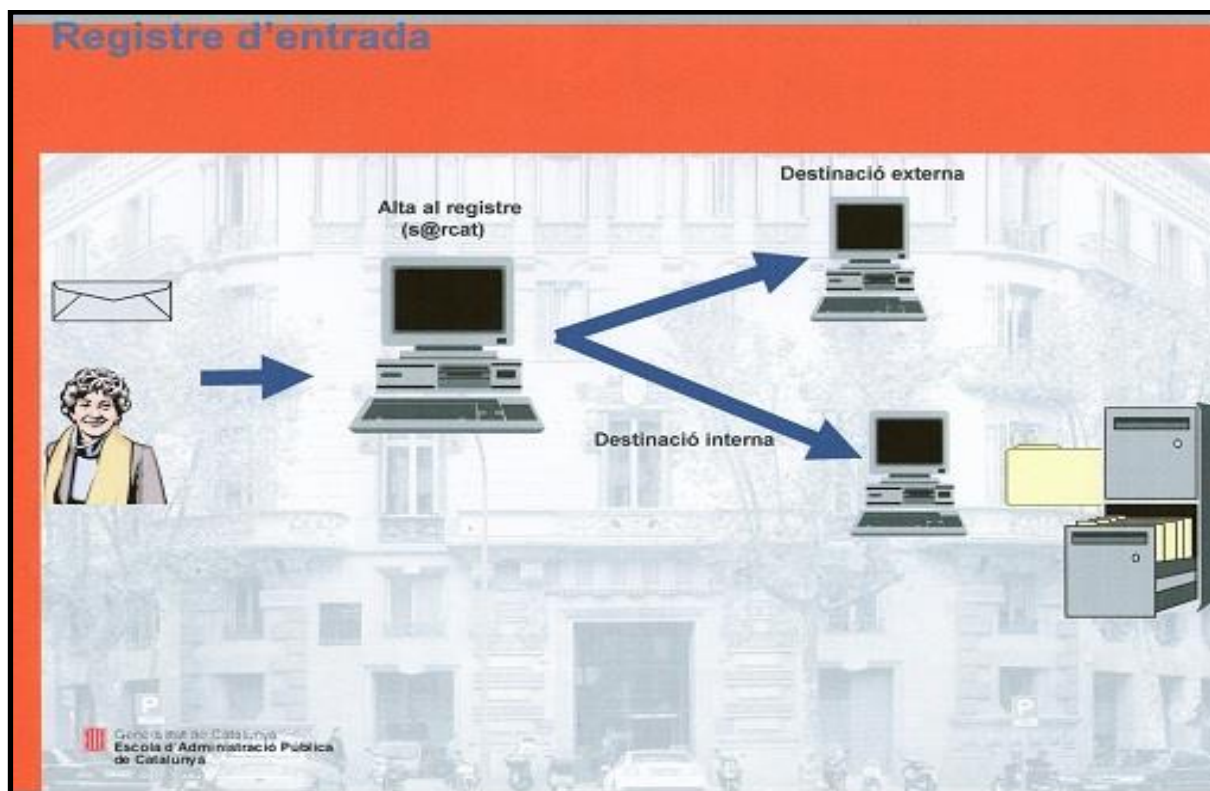 Registre d'entrada
Destinació externa
Alta al registre
(s@rcat)
Destinació interna
P
P
Generalitat de Catalunya
Escola d'Administració Pública
de Catalunya